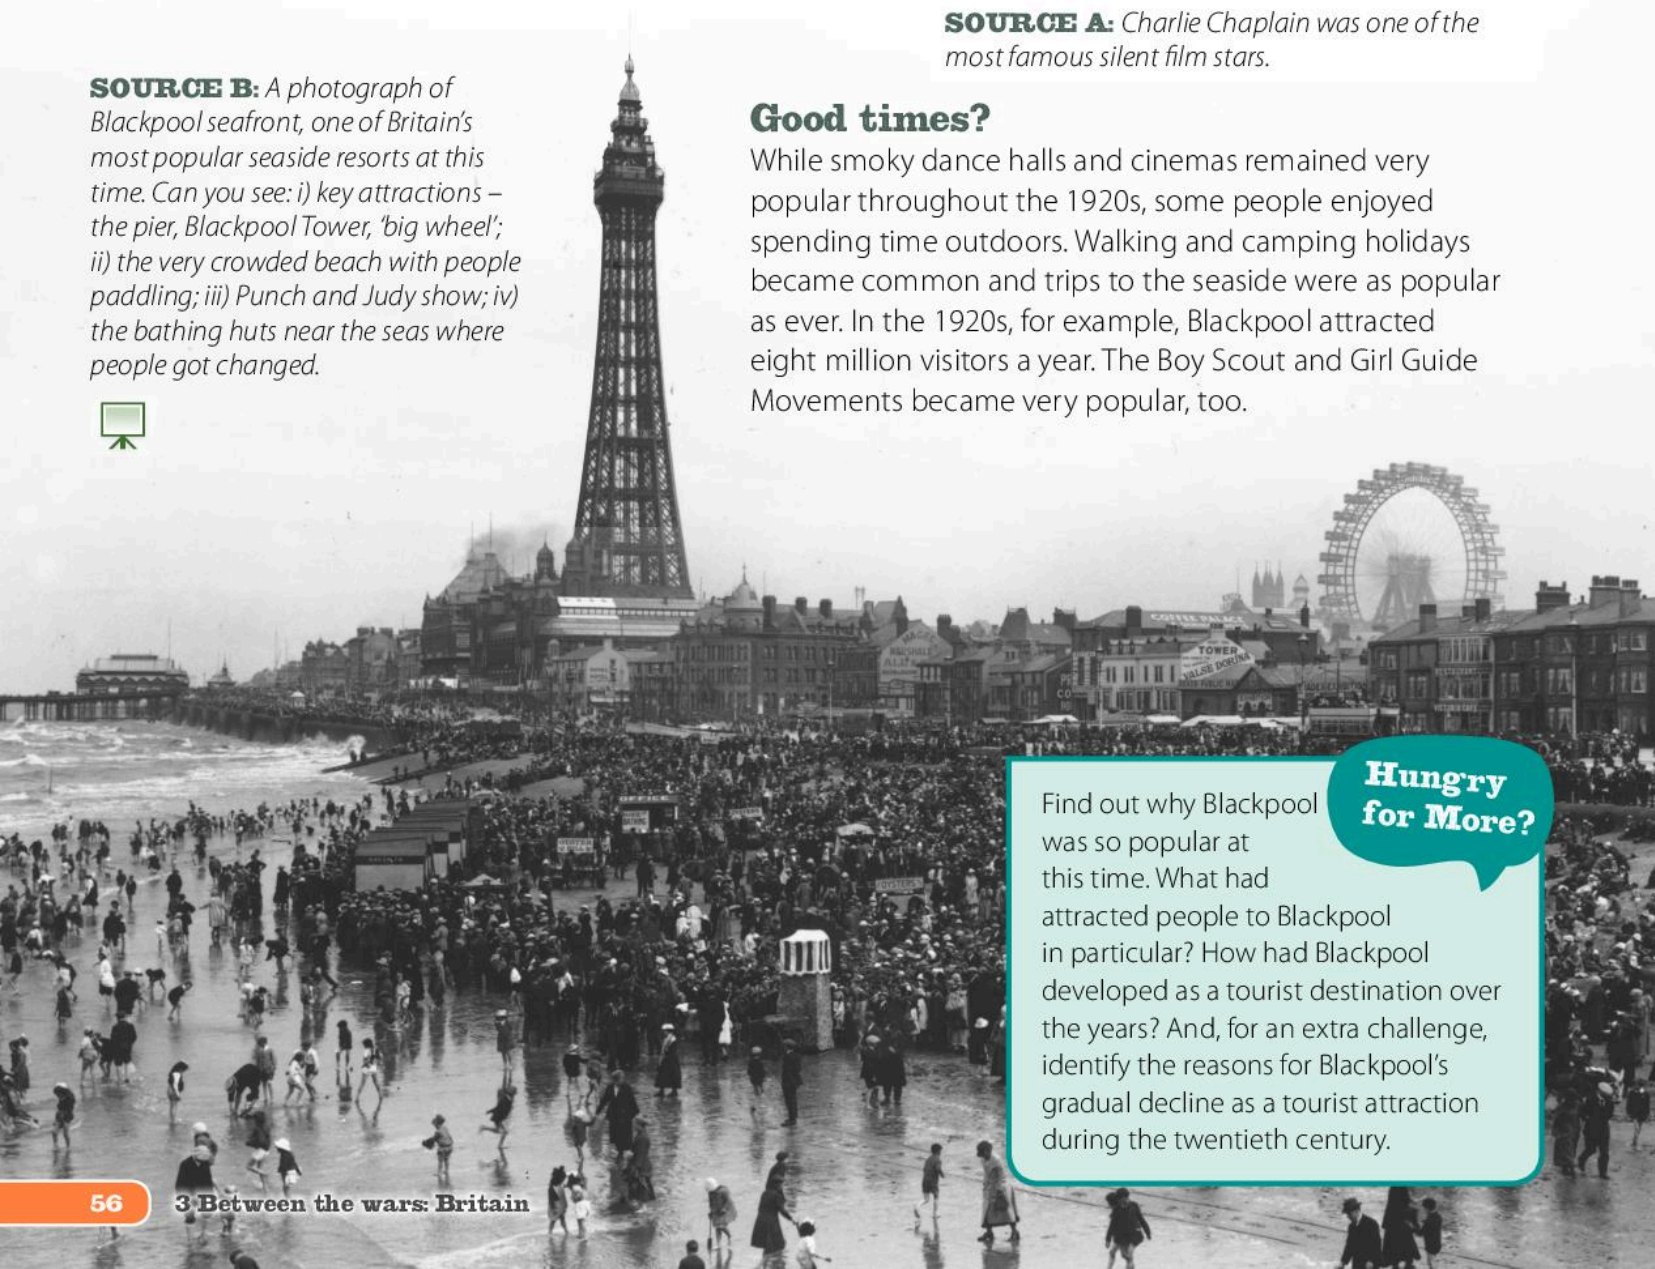 SOURCE A: Charlie Chaplain was one of the
most famous silent film stars.
SOURCE B: A photograph of
Blackpool seafront, one of Britain's
most popular seaside resorts at this
time. Can you see: i) key attractions –
the pier, Blackpool Tower, 'big wheel';
ii) the very crowded beach with people
paddling; iii) Punch and Judy show; iv)
the bathing huts near the seas where
people got changed.
Good times?
While smoky dance halls and cinemas remained very
popular throughout the 1920s, some people enjoyed
spending time outdoors. Walking and camping holidays
became common and trips to the seaside were as popular
as ever. In the 1920s, for example, Blackpool attracted
eight million visitors a year. The Boy Scout and Girl Guide
Movements became very popular, too.
COFFEE PALACE
TOWER
VALSE DORINA
RESTAURANT
OFFICE
OYSTERS
Hungry
for More?
Find out why Blackpool
was so popular at
this time. What had
attracted people to Blackpool
in particular? How had Blackpool
developed as a tourist destination over
the years? And, for an extra challenge,
identify the reasons for Blackpool's
gradual decline as a tourist attraction
during the twentieth century.
56
3 Between the wars: Britain